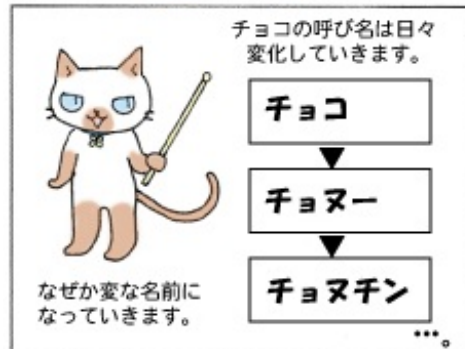 チョコの呼び名は日々
変化していきます。
チョコ
チョヌー
チョヌチン
なぜか変な名前に
なっていきます。
…。